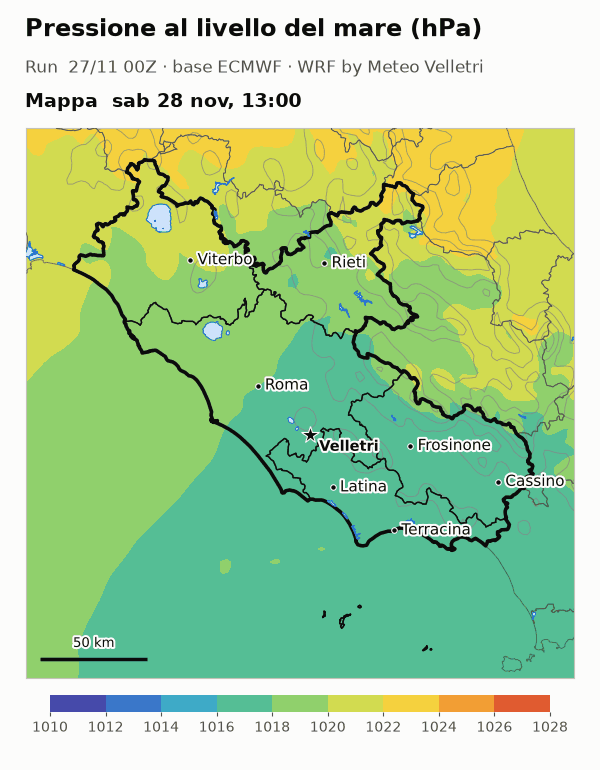 Pressione al livello del mare (hPa)
Run  27/11 00Z · base ECMWF · WRF by Meteo Velletri
Mappa  sab 28 nov, 13:00
Viterbo
Rieti
Roma
Velletri
Frosinone
Cassino
Latina
Terracina
50 km
1010 1012 1014 1016 1018 1020 1022 1024 1026 1028